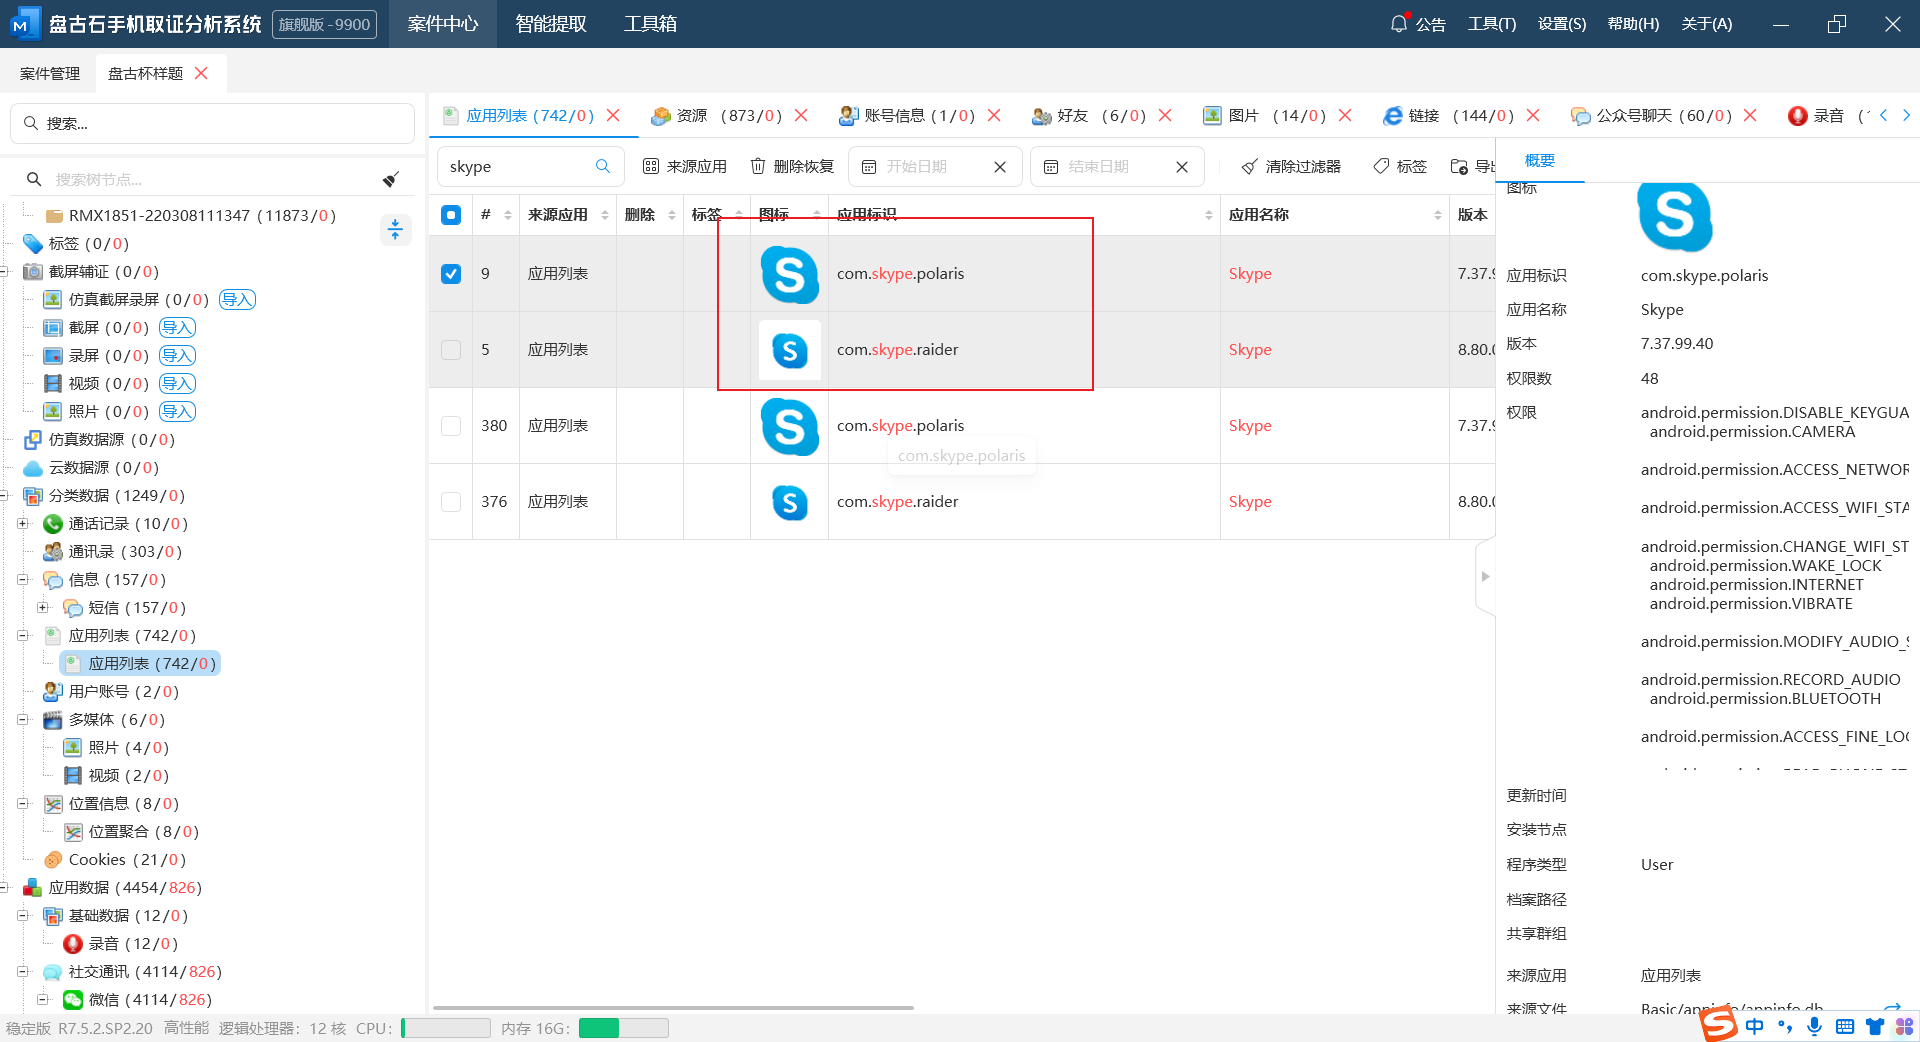 盘古石手机取证分析系统 旗舰版 -9900 案件中心 智能提取 工具箱 公告 工具(T) 设置(S) 帮助(H) 关于(A)
案件管理 盘古杯样题
搜索...
应用列表 (742/0) 资源 (873/0) 账号信息 (1/0) 好友 (6/0) 图片 (14/0) 链接 (144/0) 公众号聊天 (60/0) 录音
搜索树节点...
skype 来源应用 删除恢复 开始日期 结束日期 清除过滤器 标签 导出
概要
RMX1851-220308111347 (11873/0)
标签 (0/0)
截屏辅证 (0/0)
仿真截屏录屏 (0/0) 导入
截屏 (0/0) 导入
录屏 (0/0) 导入
视频 (0/0) 导入
照片 (0/0) 导入
仿真数据源 (0/0)
云数据源 (0/0)
分类数据 (1249/0)
通话记录 (10/0)
通讯录 (303/0)
信息 (157/0)
短信 (157/0)
应用列表 (742/0)
应用列表 (742/0)
用户账号 (2/0)
多媒体 (6/0)
照片 (4/0)
视频 (2/0)
位置信息 (8/0)
位置聚合 (8/0)
Cookies (21/0)
应用数据 (4454/826)
基础数据 (12/0)
录音 (12/0)
社交通讯 (4114/826)
微信 (4114/826)
# 来源应用 删除 标签 图标 应用标识 应用名称 版本
9 应用列表 com.skype.polaris Skype 7.37.9
5 应用列表 com.skype.raider Skype 8.80.0
380 应用列表 com.skype.polaris Skype 7.37.9
com.skype.polaris
376 应用列表 com.skype.raider Skype 8.80.0
图标
应用标识 com.skype.polaris
应用名称 Skype
版本 7.37.99.40
权限数 48
权限 android.permission.DISABLE_KEYGUA
android.permission.CAMERA
android.permission.ACCESS_NETWOR
android.permission.ACCESS_WIFI_STA
android.permission.CHANGE_WIFI_ST
android.permission.WAKE_LOCK
android.permission.INTERNET
android.permission.VIBRATE
android.permission.MODIFY_AUDIO_S
android.permission.RECORD_AUDIO
android.permission.BLUETOOTH
android.permission.ACCESS_FINE_LOC
更新时间
安装节点
程序类型 User
档案路径
共享群组
来源应用 应用列表
来源文件 Basic/appinfo/appinfo.db
稳定版 R7.5.2.SP2.20 高性能 逻辑处理器: 12 核 CPU: 内存 16G:
中